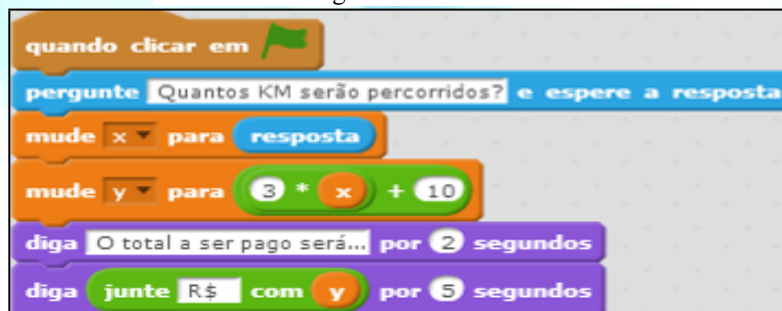 quando clicar em
pergunte Quantos KM serão percorridos? e espere a resposta
mude x para resposta
mude y para 3 * x + 10
diga O total a ser pago será... por 2 segundos
diga junte R$ com y por 5 segundos